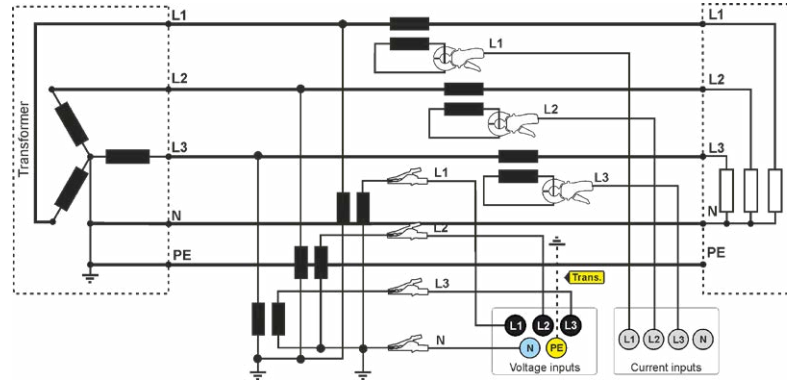 Transformer
L1
L2
L3
N
PE
L1
L2
L3
L1
L2
L3
N
L1
L2
L3
N
PE
Trans.
L1 L2 L3
N PE
Voltage inputs
L1 L2 L3 N
Current inputs